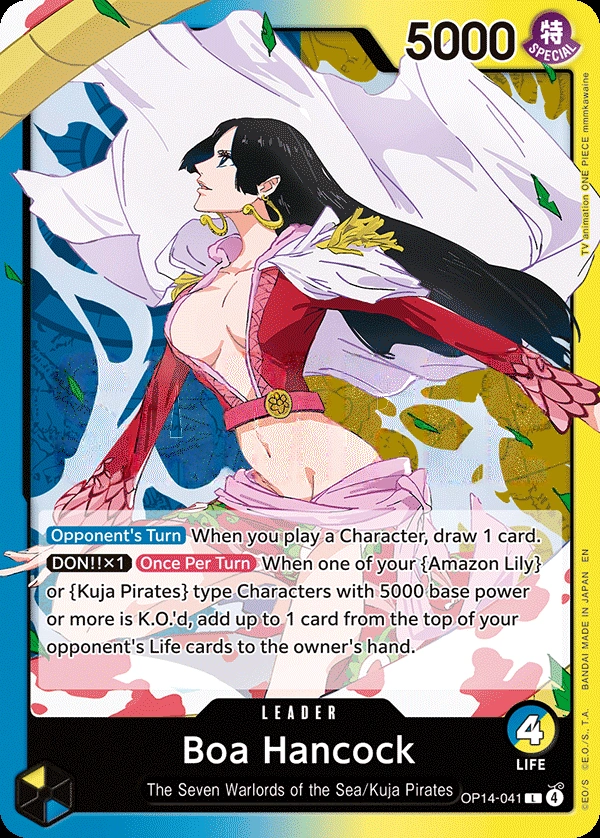 5000
特
SPECIAL
TV animation ONE PIECE mmmkawaine
Opponent's Turn When you play a Character, draw 1 card.
DON!!×1 Once Per Turn When one of your {Amazon Lily}
or {Kuja Pirates} type Characters with 5000 base power
or more is K.O.'d, add up to 1 card from the top of your
opponent's Life cards to the owner's hand.
LEADER
Boa Hancock
The Seven Warlords of the Sea/Kuja Pirates
4
LIFE
OP14-041 L 4
©E.O/S ©E.O./S., T.A. BANDAI MADE IN JAPAN EN